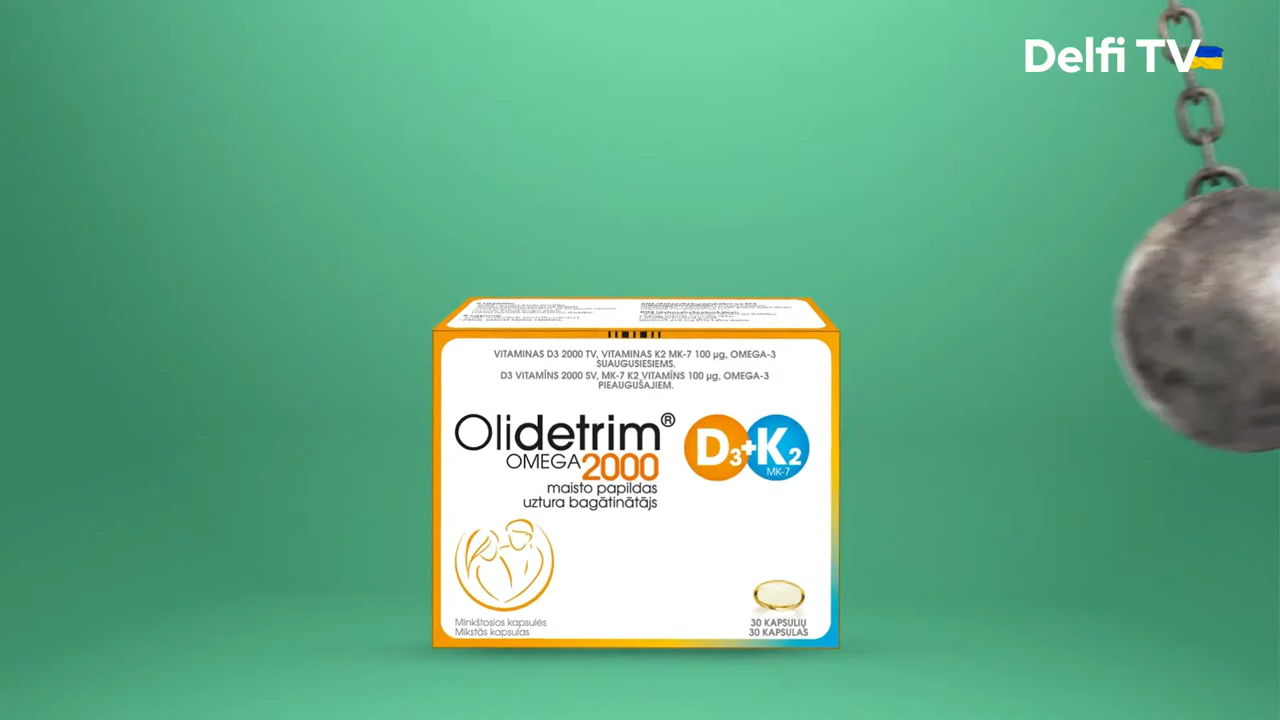 Delfi TV
VITAMINAS D3 2000 TV, VITAMINAS K2 MK-7 100 µg, OMEGA-3
SUAUGUSIESIEMS.
D3 VITAMĪNS 2000 SV, MK-7 K2 VITAMĪNS 100 µg, OMEGA-3
PIEAUGUŠAJIEM.
Olidetrim®
OMEGA 2000
D3+K2
MK-7
maisto papildas
uztura bagātinātājs
Minkštosios kapsulės
Mīkstās kapsulas
30 KAPSULIŲ
30 KAPSULAS